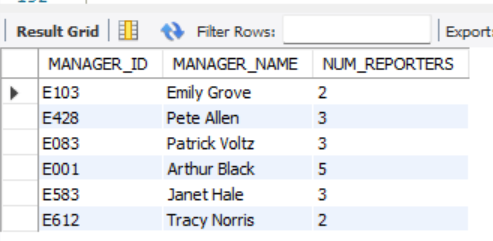 Result Grid Filter Rows: Export:
MANAGER_ID MANAGER_NAME NUM_REPORTERS
E103 Emily Grove 2
E428 Pete Allen 3
E083 Patrick Voltz 3
E001 Arthur Black 5
E583 Janet Hale 3
E612 Tracy Norris 2